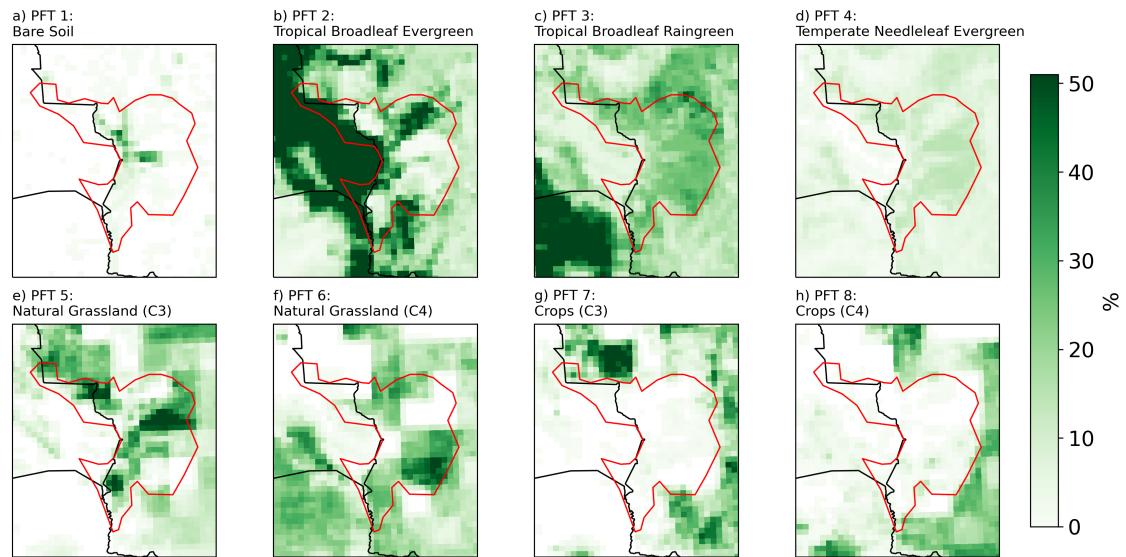 a) PFT 1:
Bare Soil
b) PFT 2:
Tropical Broadleaf Evergreen
c) PFT 3:
Tropical Broadleaf Raingreen
d) PFT 4:
Temperate Needleleaf Evergreen
e) PFT 5:
Natural Grassland (C3)
f) PFT 6:
Natural Grassland (C4)
g) PFT 7:
Crops (C3)
h) PFT 8:
Crops (C4)
50
40
30
20
10
0
%